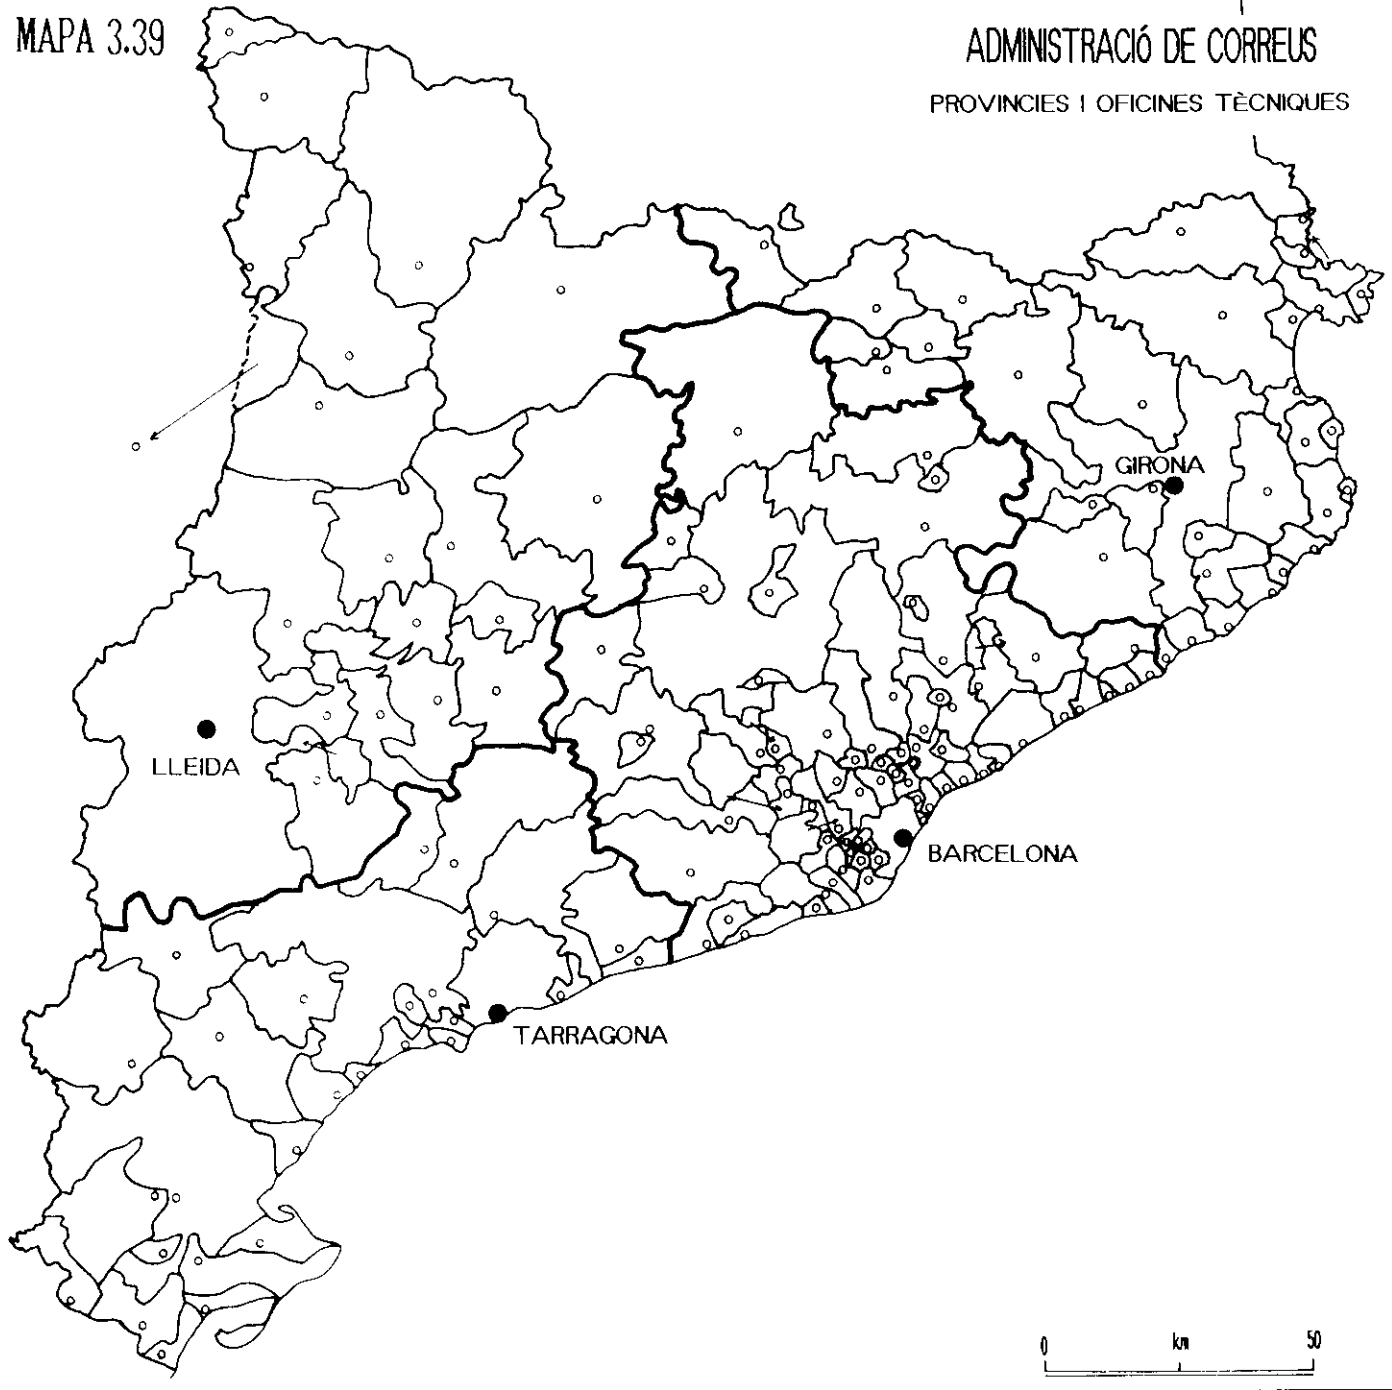 MAPA 3.39
ADMINISTRACIÓ DE CORREUS
PROVINCIES I OFICINES TÈCNIQUES
GIRONA
LLEIDA
BARCELONA
TARRAGONA
0 km 50